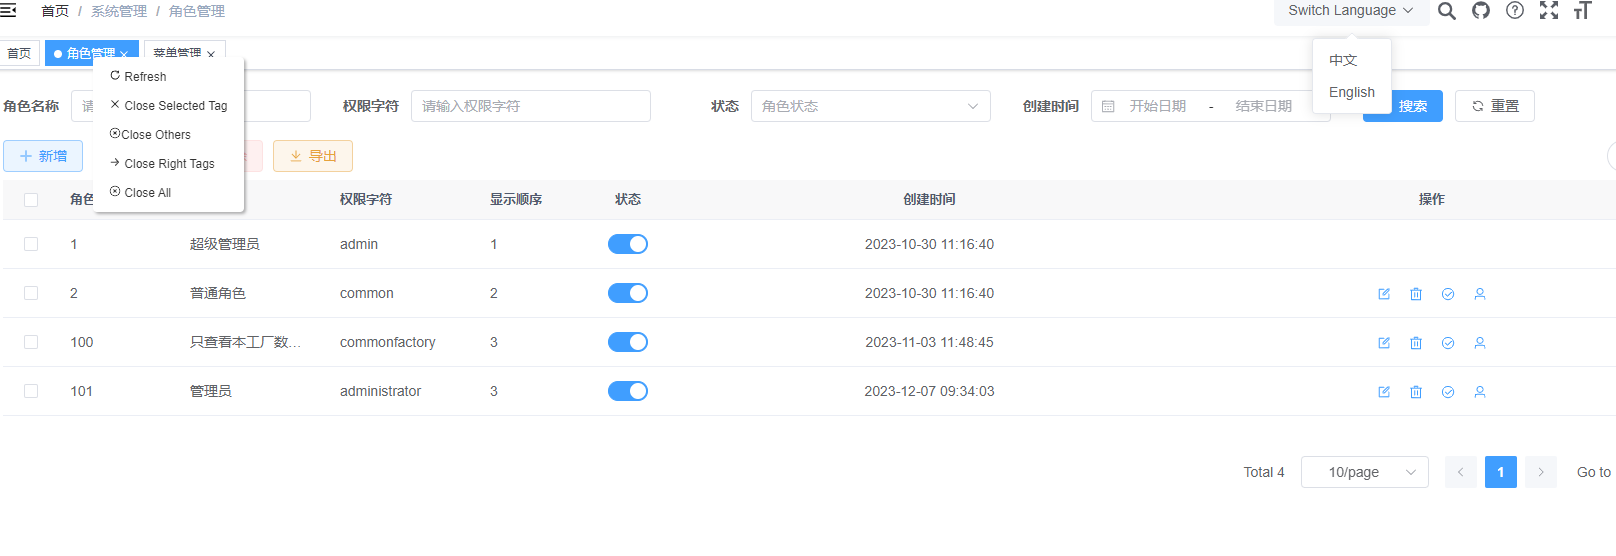 首页 / 系统管理 / 角色管理 Switch Language
首页 角色管理 菜单管理
Refresh
Close Selected Tag
Close Others
Close Right Tags
Close All
中文
English
角色名称 请 权限字符 请输入权限字符 状态 角色状态 创建时间 开始日期 - 结束日期 搜索 重置
新增 导出
角色 权限字符 显示顺序 状态 创建时间 操作
1 超级管理员 admin 1 2023-10-30 11:16:40
2 普通角色 common 2 2023-10-30 11:16:40
100 只查看本工厂数... commonfactory 3 2023-11-03 11:48:45
101 管理员 administrator 3 2023-12-07 09:34:03
Total 4 10/page 1 Go to